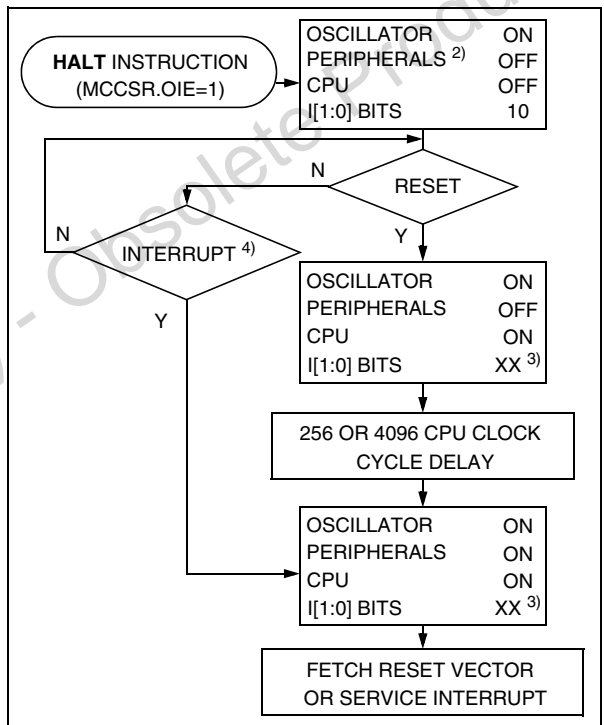 HALT INSTRUCTION
(MCCSR.OIE=1)
OSCILLATOR ON
PERIPHERALS 2) OFF
CPU OFF
I[1:0] BITS 10
RESET
N
Y
INTERRUPT 4)
N
Y
OSCILLATOR ON
PERIPHERALS OFF
CPU ON
I[1:0] BITS XX 3)
256 OR 4096 CPU CLOCK
CYCLE DELAY
OSCILLATOR ON
PERIPHERALS ON
CPU ON
I[1:0] BITS XX 3)
FETCH RESET VECTOR
OR SERVICE INTERRUPT
- Obsolete